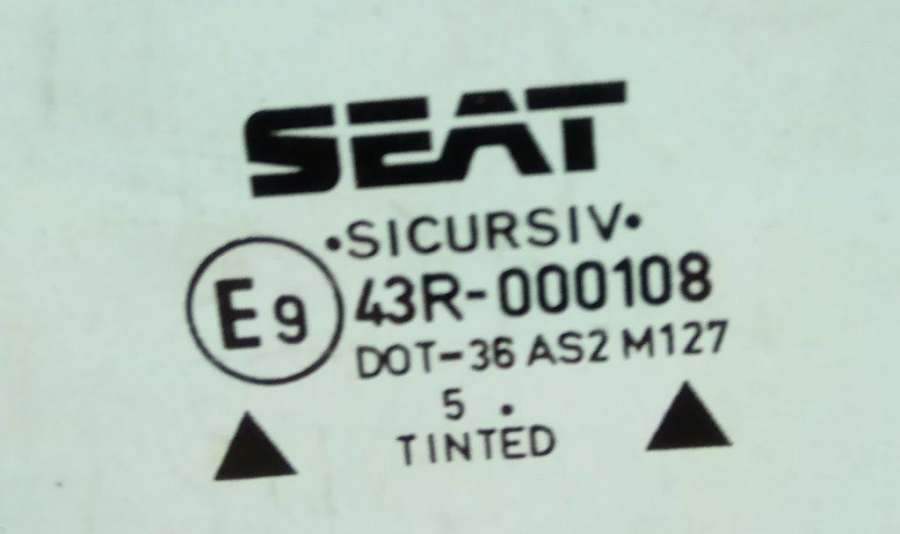 SEAT
•SICURSIV•
E9 43R-000108
DOT-36 AS2 M127
5 .
TINTED